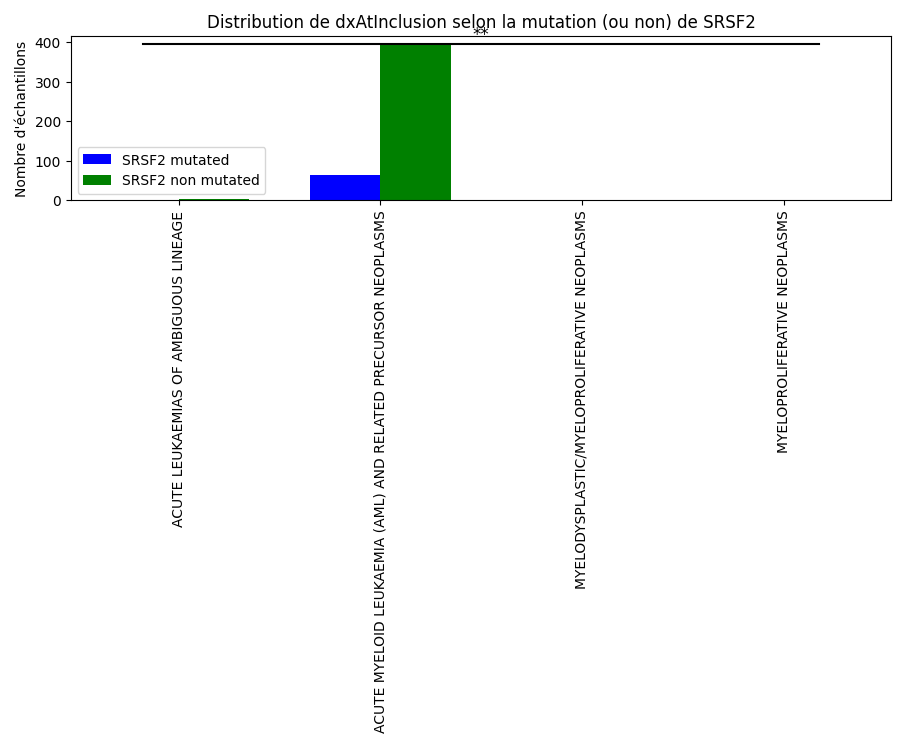 Distribution de dxAtInclusion selon la mutation (ou non) de SRSF2
**
Nombre d'échantillons
400
300
200
100
0
SRSF2 mutated
SRSF2 non mutated
ACUTE LEUKAEMIAS OF AMBIGUOUS LINEAGE
ACUTE MYELOID LEUKAEMIA (AML) AND RELATED PRECURSOR NEOPLASMS
MYELODYSPLASTIC/MYELOPROLIFERATIVE NEOPLASMS
MYELOPROLIFERATIVE NEOPLASMS